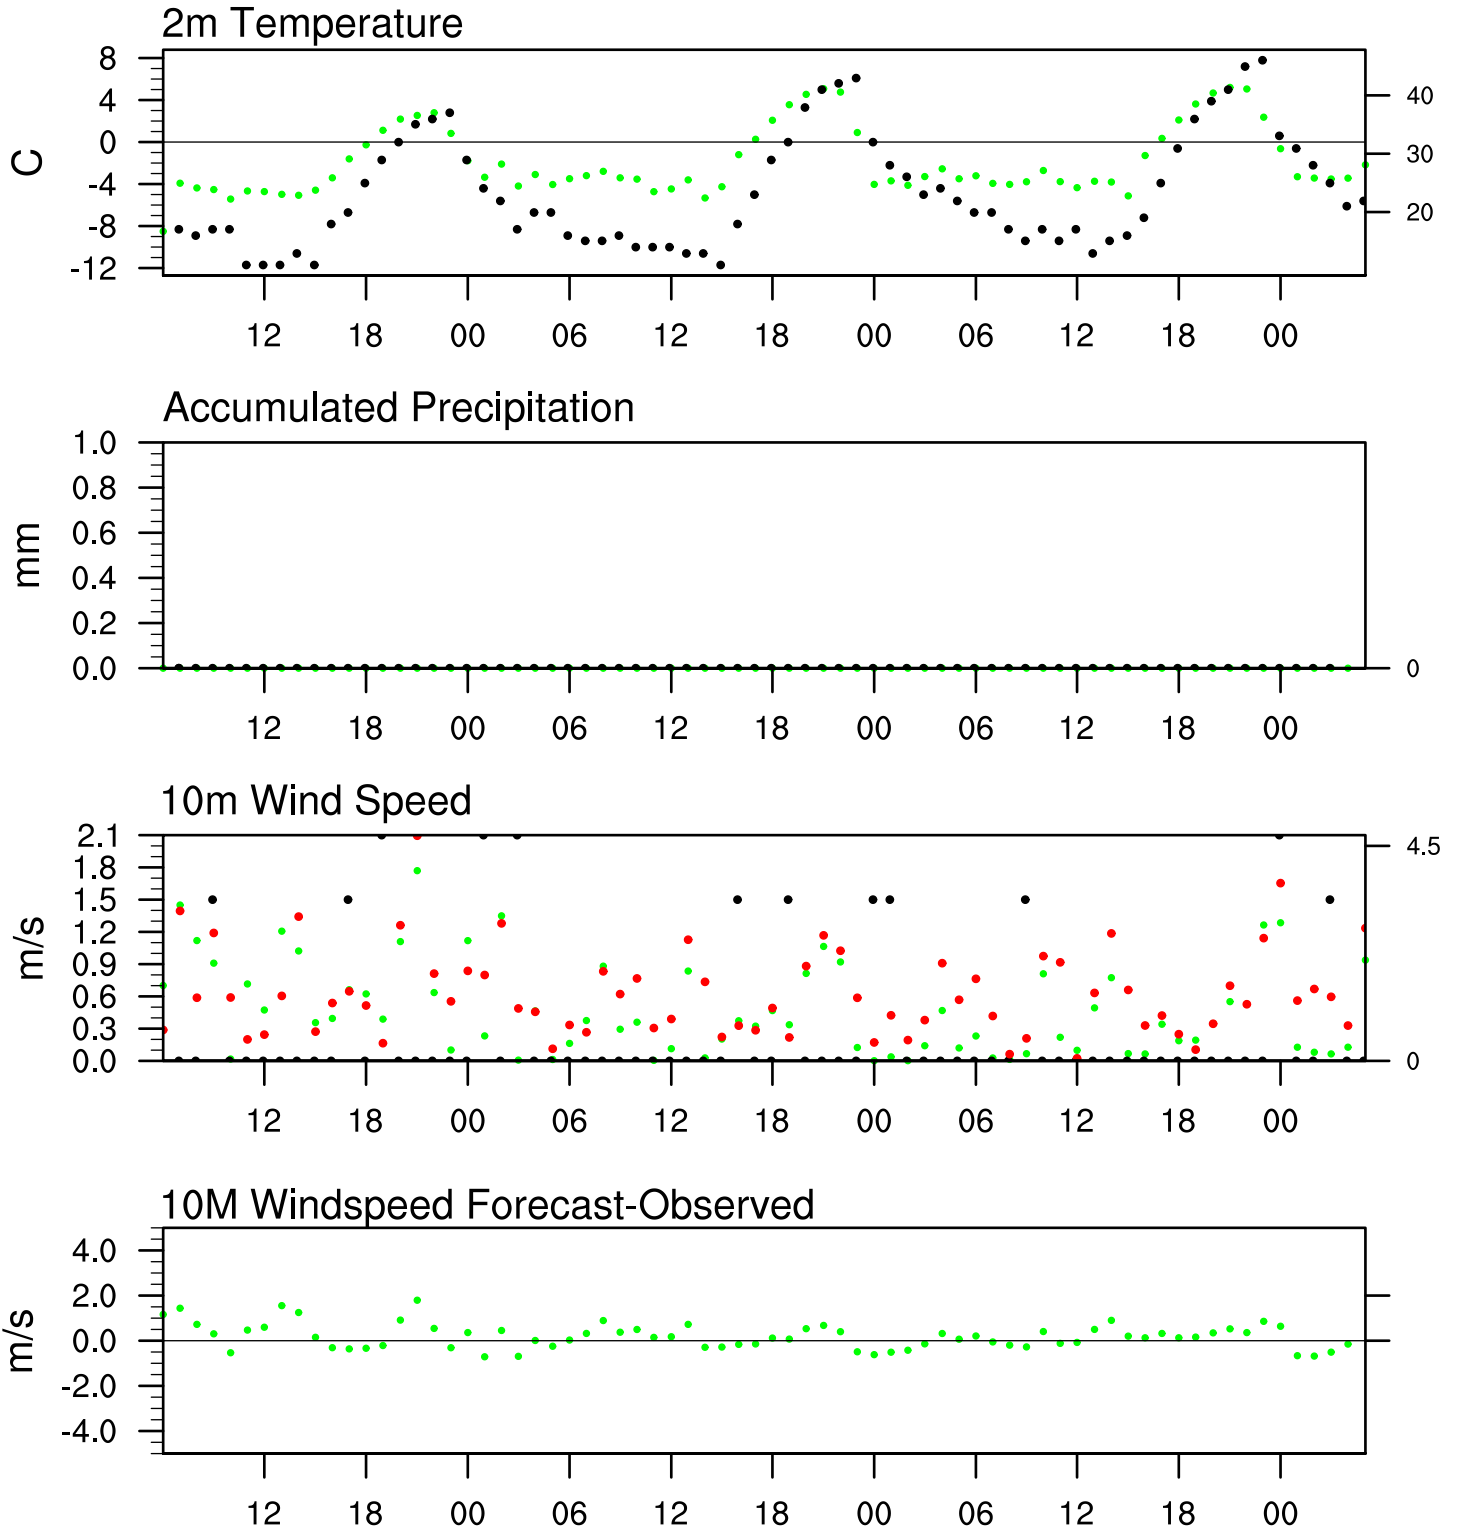 2m Temperature
8
4
0
-4
-8
-12
C
40
30
20
12 18 00 06 12 18 00 06 12 18 00
Accumulated Precipitation
1.0
0.8
0.6
0.4
0.2
0.0
mm
0
12 18 00 06 12 18 00 06 12 18 00
10m Wind Speed
2.1
1.8
1.5
1.2
0.9
0.6
0.3
0.0
m/s
4.5
0
12 18 00 06 12 18 00 06 12 18 00
10M Windspeed Forecast-Observed
4.0
2.0
0.0
-2.0
-4.0
m/s
12 18 00 06 12 18 00 06 12 18 00